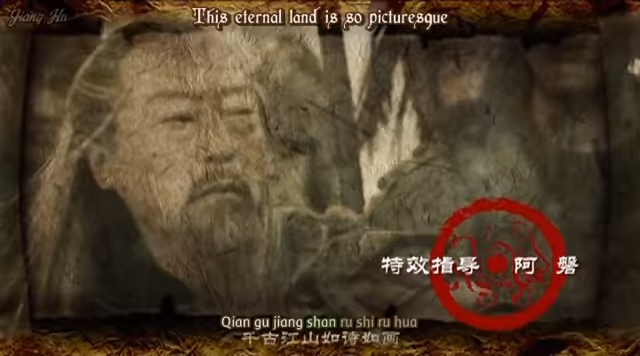 Jiang Hu
This eternal land is so picturesque
特效指导 阿 磐
Qian gu jiang shan ru shi ru hua
千古江山如诗如画